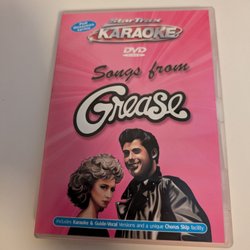 StarTrax
KARAOKE
DVD
Songs from
Grease
Includes Karaoke & Guide-Vocal Versions and a unique Chorus Skip facility